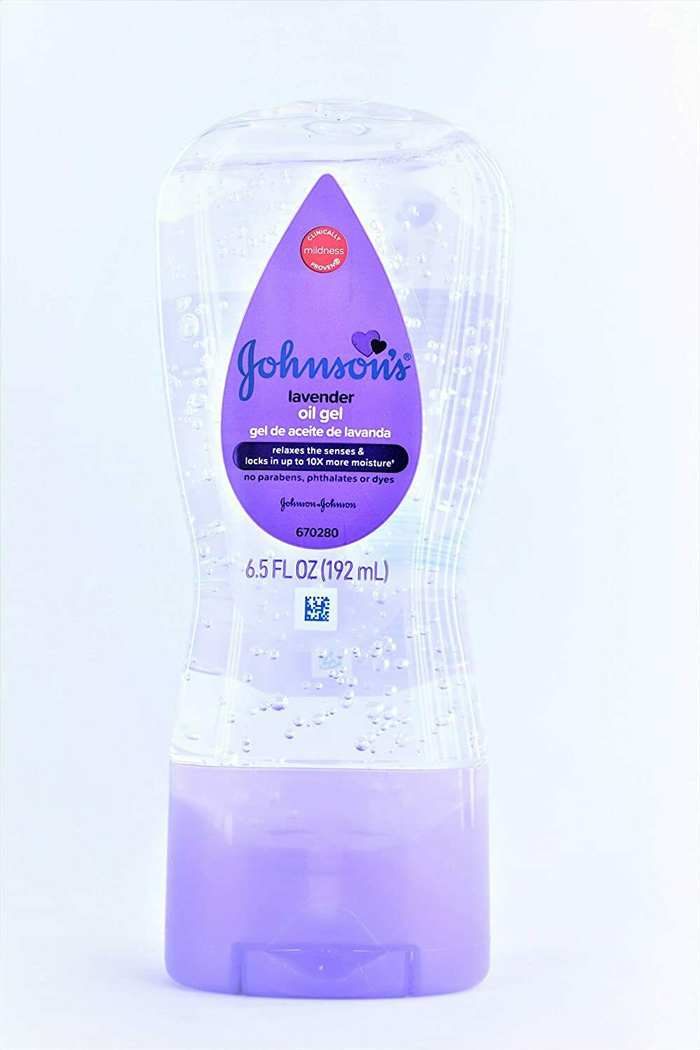 CLINICALLY
mildness
PROVEN®
Johnson's®
lavender
oil gel
gel de aceite de lavanda
relaxes the senses &
locks in up to 10X more moisture†
no parabens, phthalates or dyes
Johnson+Johnson
670280
6.5 FL OZ (192 mL)